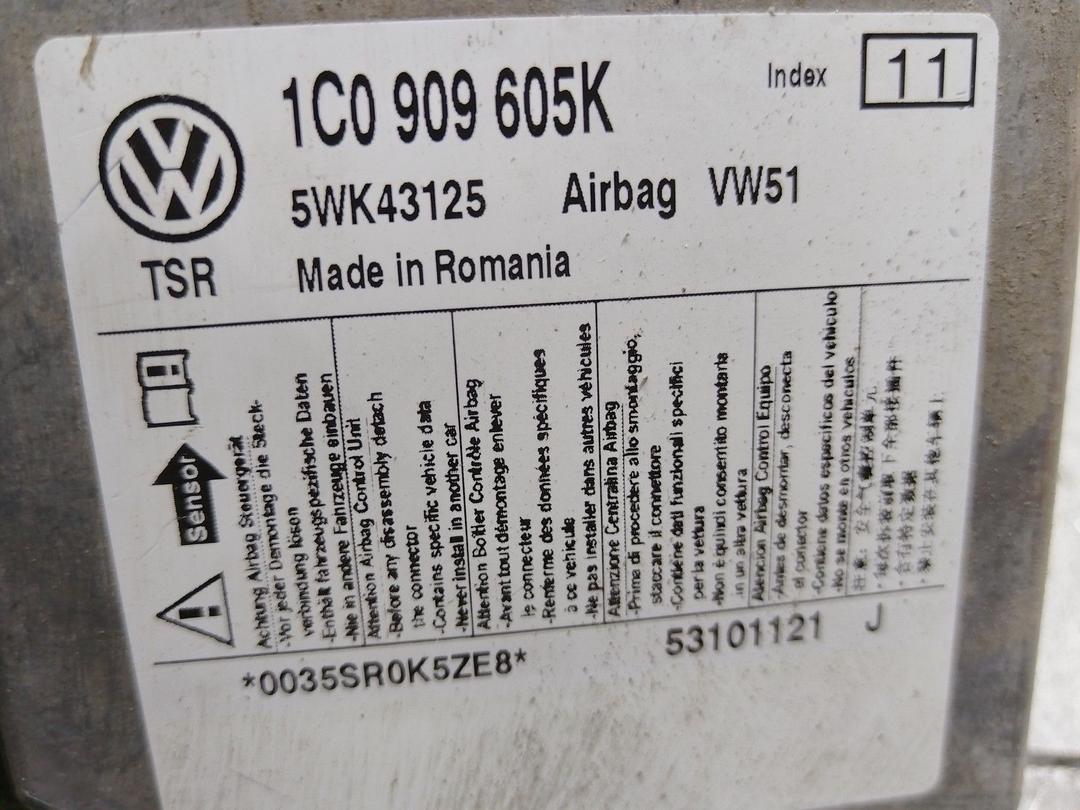 1C0 909 605K
Index
11
5WK43125 Airbag VW51
TSR
Made in Romania
sensor
Achtung Airbag Steuergerät
-Vor jeder Demontage die Steck-
verbindung lösen
-Enthält fahrzeugspezifische Daten
-Nie in andere Fahrzeuge einbauen
Attention Airbag Control Unit
-Before any disassembly detach
the connector
-Contains specific vehicle data
-Never install in another car
Attention Boîtier Contrôle Airbag
-Avant tout démontage enlever
le connecteur
-Renferme des données spécifiques
à ce véhicule
-Ne pas installer dans autres véhicules
Attenzione Centralina Airbag
-Prima di procedere allo smontaggio,
staccare il connettore
-Contiene dati funzionali specifici
per la vettura
-Non è quindi consentito montarla
in un altra vettura
Atencion Airbag Control Equipo
-Antes de desmontar, desconecta
el conector
-Contiene datos especificos del vehiculo
-No se monte en otros vehiculos
*0035SR0K5ZE8*
53101121